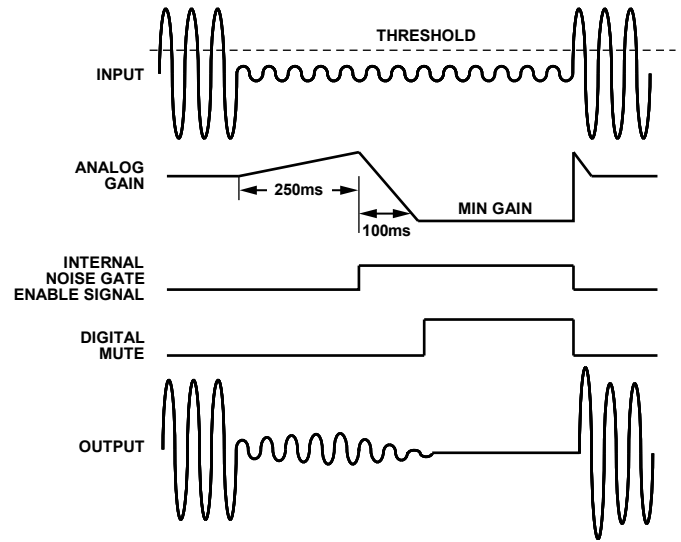 THRESHOLD
INPUT
ANALOG
GAIN
250ms
100ms
MIN GAIN
INTERNAL
NOISE GATE
ENABLE SIGNAL
DIGITAL
MUTE
OUTPUT